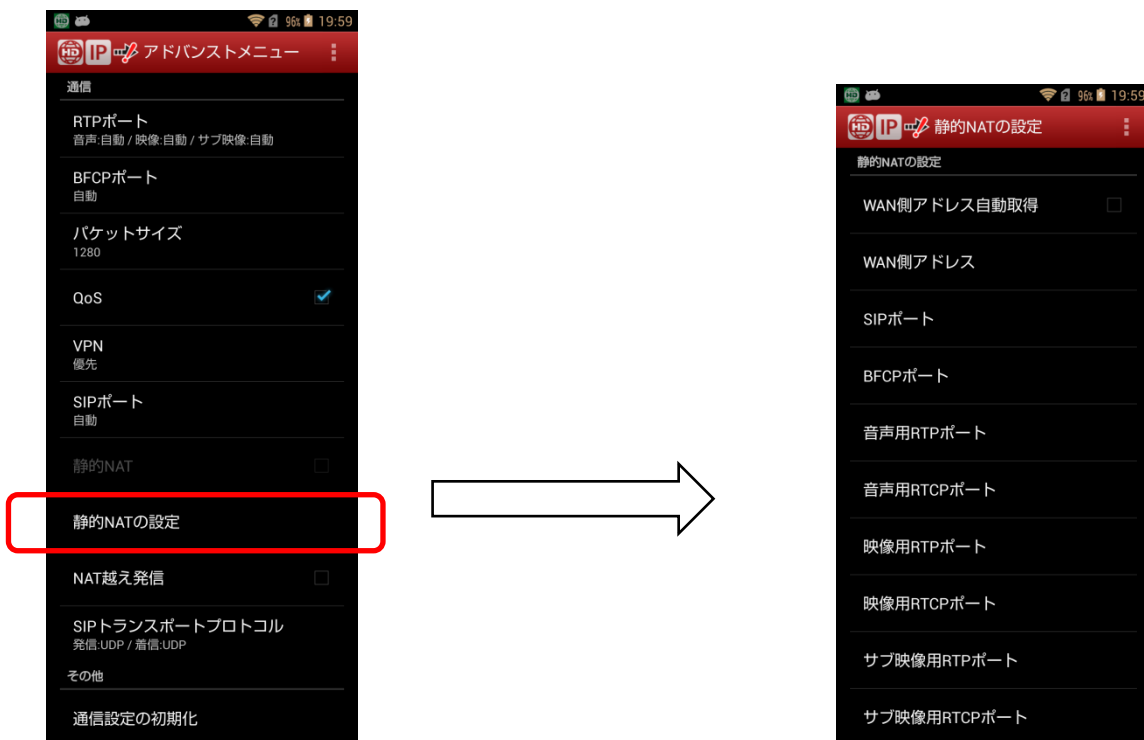 96% 19:59
HD IP アドバンストメニュー
通信
RTPポート
音声:自動 / 映像:自動 / サブ映像:自動
BFCPポート
自動
パケットサイズ
1280
QoS
VPN
優先
SIPポート
自動
静的NAT
静的NATの設定
NAT越え発信
SIPトランスポートプロトコル
発信:UDP / 着信:UDP
その他
通信設定の初期化
96% 19:59
HD IP 静的NATの設定
静的NATの設定
WAN側アドレス自動取得
WAN側アドレス
SIPポート
BFCPポート
音声用RTPポート
音声用RTCPポート
映像用RTPポート
映像用RTCPポート
サブ映像用RTPポート
サブ映像用RTCPポート